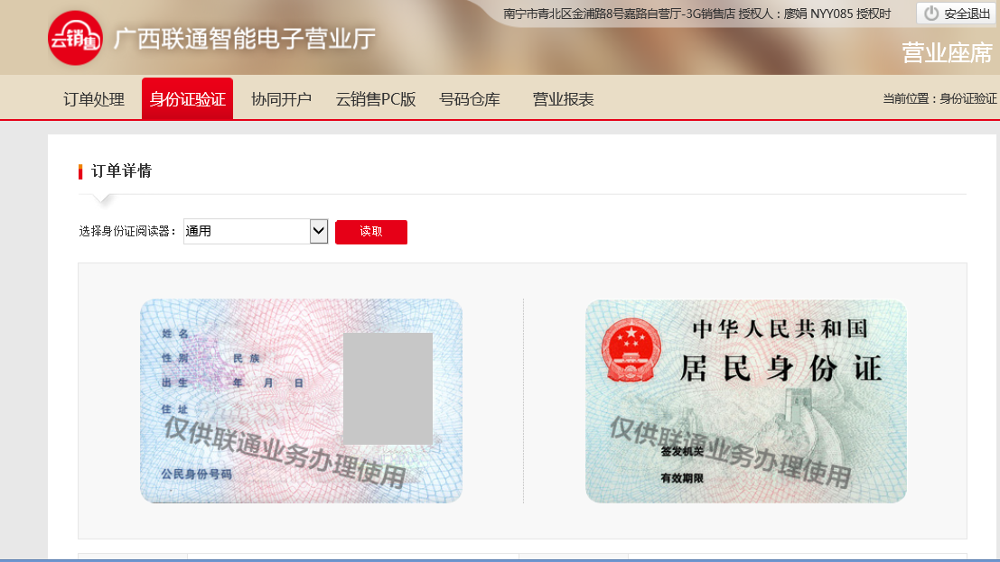 南宁市青北区金浦路8号嘉路自营厅-3G销售店 授权人：廖娟 NYY085 授权时
安全退出
云销售
广西联通智能电子营业厅
营业座席
订单处理
身份证验证
协同开户
云销售PC版
号码仓库
营业报表
当前位置：身份证验证
订单详情
选择身份证阅读器：
通用
读取
姓 名
性 别
民 族
出 生
年 月 日
住 址
仅供联通业务办理使用
公民身份号码
中华人民共和国
居民身份证
仅供联通业务办理使用
签发机关
有效期限